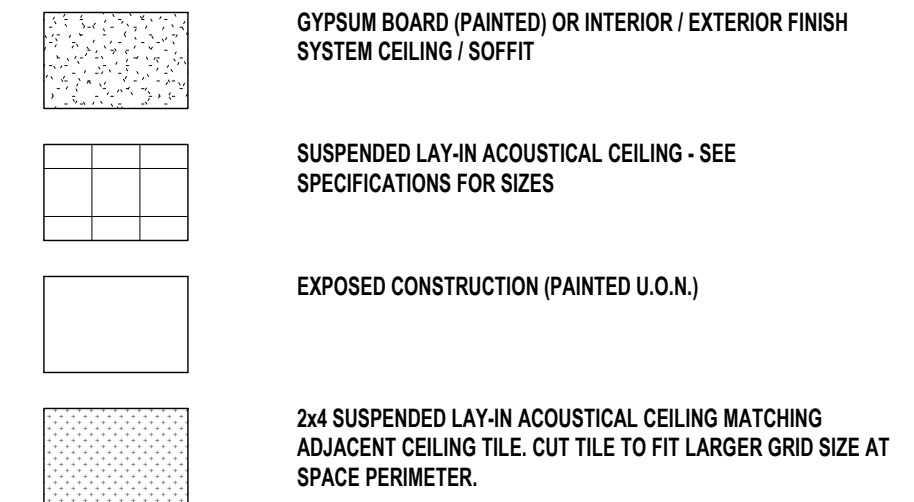 GYPSUM BOARD (PAINTED) OR INTERIOR / EXTERIOR FINISH
SYSTEM CEILING / SOFFIT
SUSPENDED LAY-IN ACOUSTICAL CEILING - SEE
SPECIFICATIONS FOR SIZES
EXPOSED CONSTRUCTION (PAINTED U.O.N.)
2x4 SUSPENDED LAY-IN ACOUSTICAL CEILING MATCHING
ADJACENT CEILING TILE. CUT TILE TO FIT LARGER GRID SIZE AT
SPACE PERIMETER.